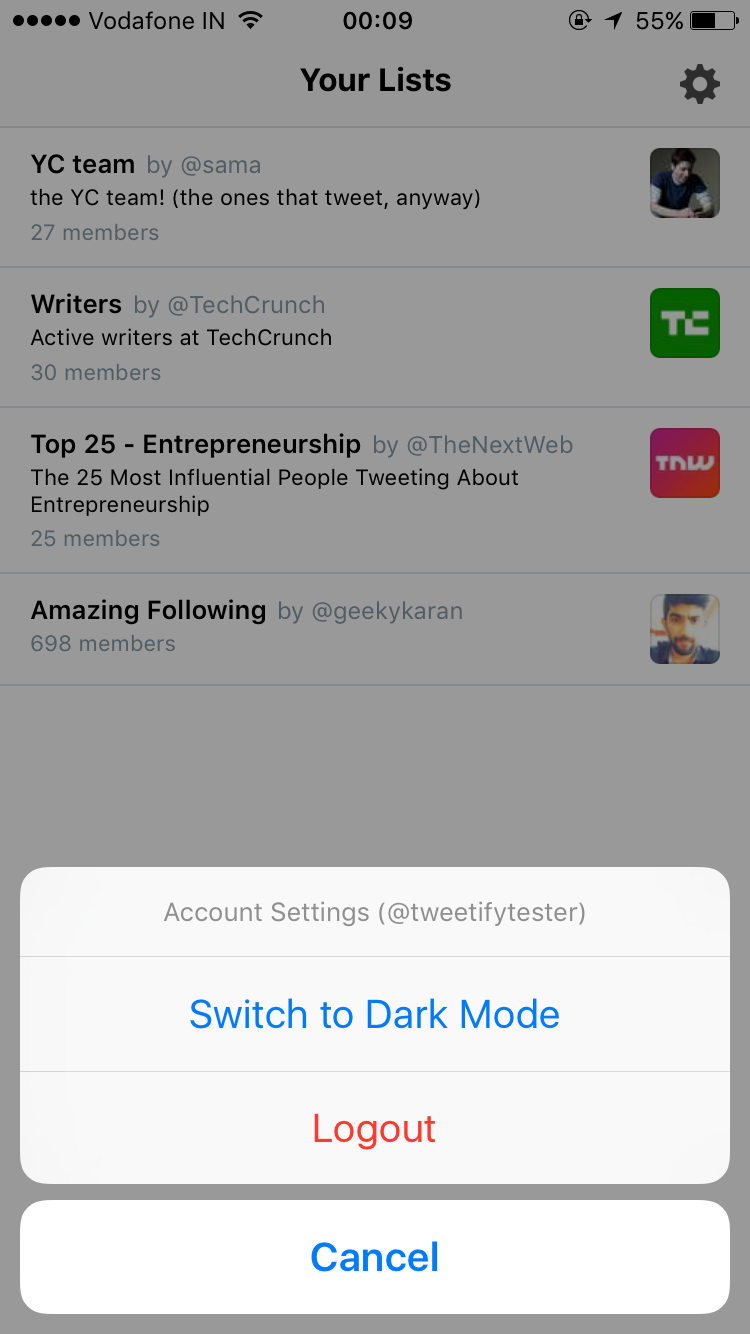 Vodafone IN 00:09 55%
Your Lists
YC team by @sama
the YC team! (the ones that tweet, anyway)
27 members
Writers by @TechCrunch
Active writers at TechCrunch
30 members
TC
Top 25 - Entrepreneurship by @TheNextWeb
The 25 Most Influential People Tweeting About
Entrepreneurship
25 members
TNW
Amazing Following by @geekykaran
698 members
Account Settings (@tweetifytester)
Switch to Dark Mode
Logout
Cancel